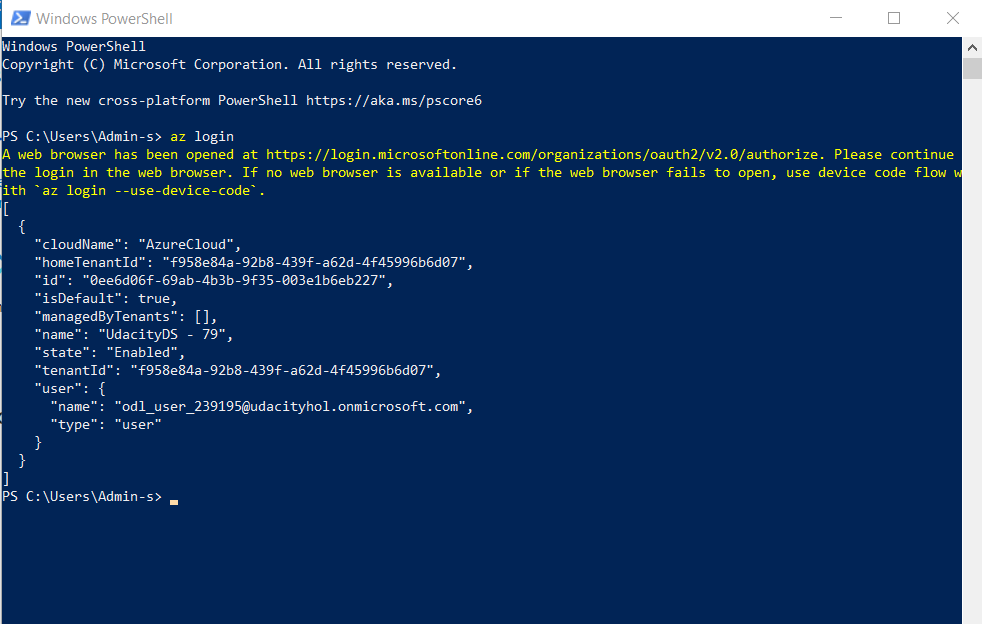 Windows PowerShell
Windows PowerShell
Copyright (C) Microsoft Corporation. All rights reserved.
Try the new cross-platform PowerShell https://aka.ms/pscore6
PS C:\Users\Admin-s> az login
A web browser has been opened at https://login.microsoftonline.com/organizations/oauth2/v2.0/authorize. Please continue
the login in the web browser. If no web browser is available or if the web browser fails to open, use device code flow w
ith `az login --use-device-code`.
[
  {
    "cloudName": "AzureCloud",
    "homeTenantId": "f958e84a-92b8-439f-a62d-4f45996b6d07",
    "id": "0ee6d06f-69ab-4b3b-9f35-003e1b6eb227",
    "isDefault": true,
    "managedByTenants": [],
    "name": "UdacityDS - 79",
    "state": "Enabled",
    "tenantId": "f958e84a-92b8-439f-a62d-4f45996b6d07",
    "user": {
      "name": "odl_user_239195@udacityhol.onmicrosoft.com",
      "type": "user"
    }
  }
]
PS C:\Users\Admin-s>